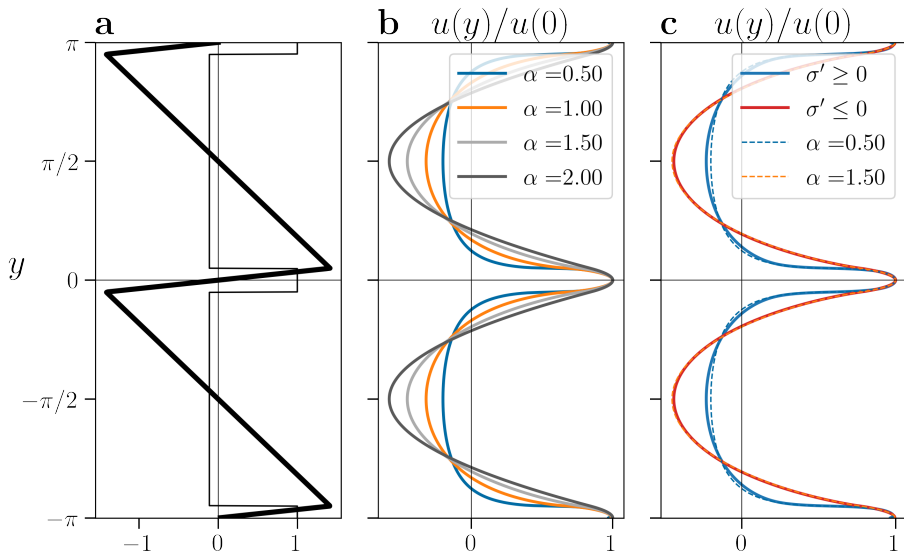 a
b
u(y)/u(0)
c
u(y)/u(0)
y
π
π/2
0
−π/2
−π
−1
0
1
α =0.50
α =1.00
α =1.50
α =2.00
0
1
σ′ ≥ 0
σ′ ≤ 0
α =0.50
α =1.50
0
1